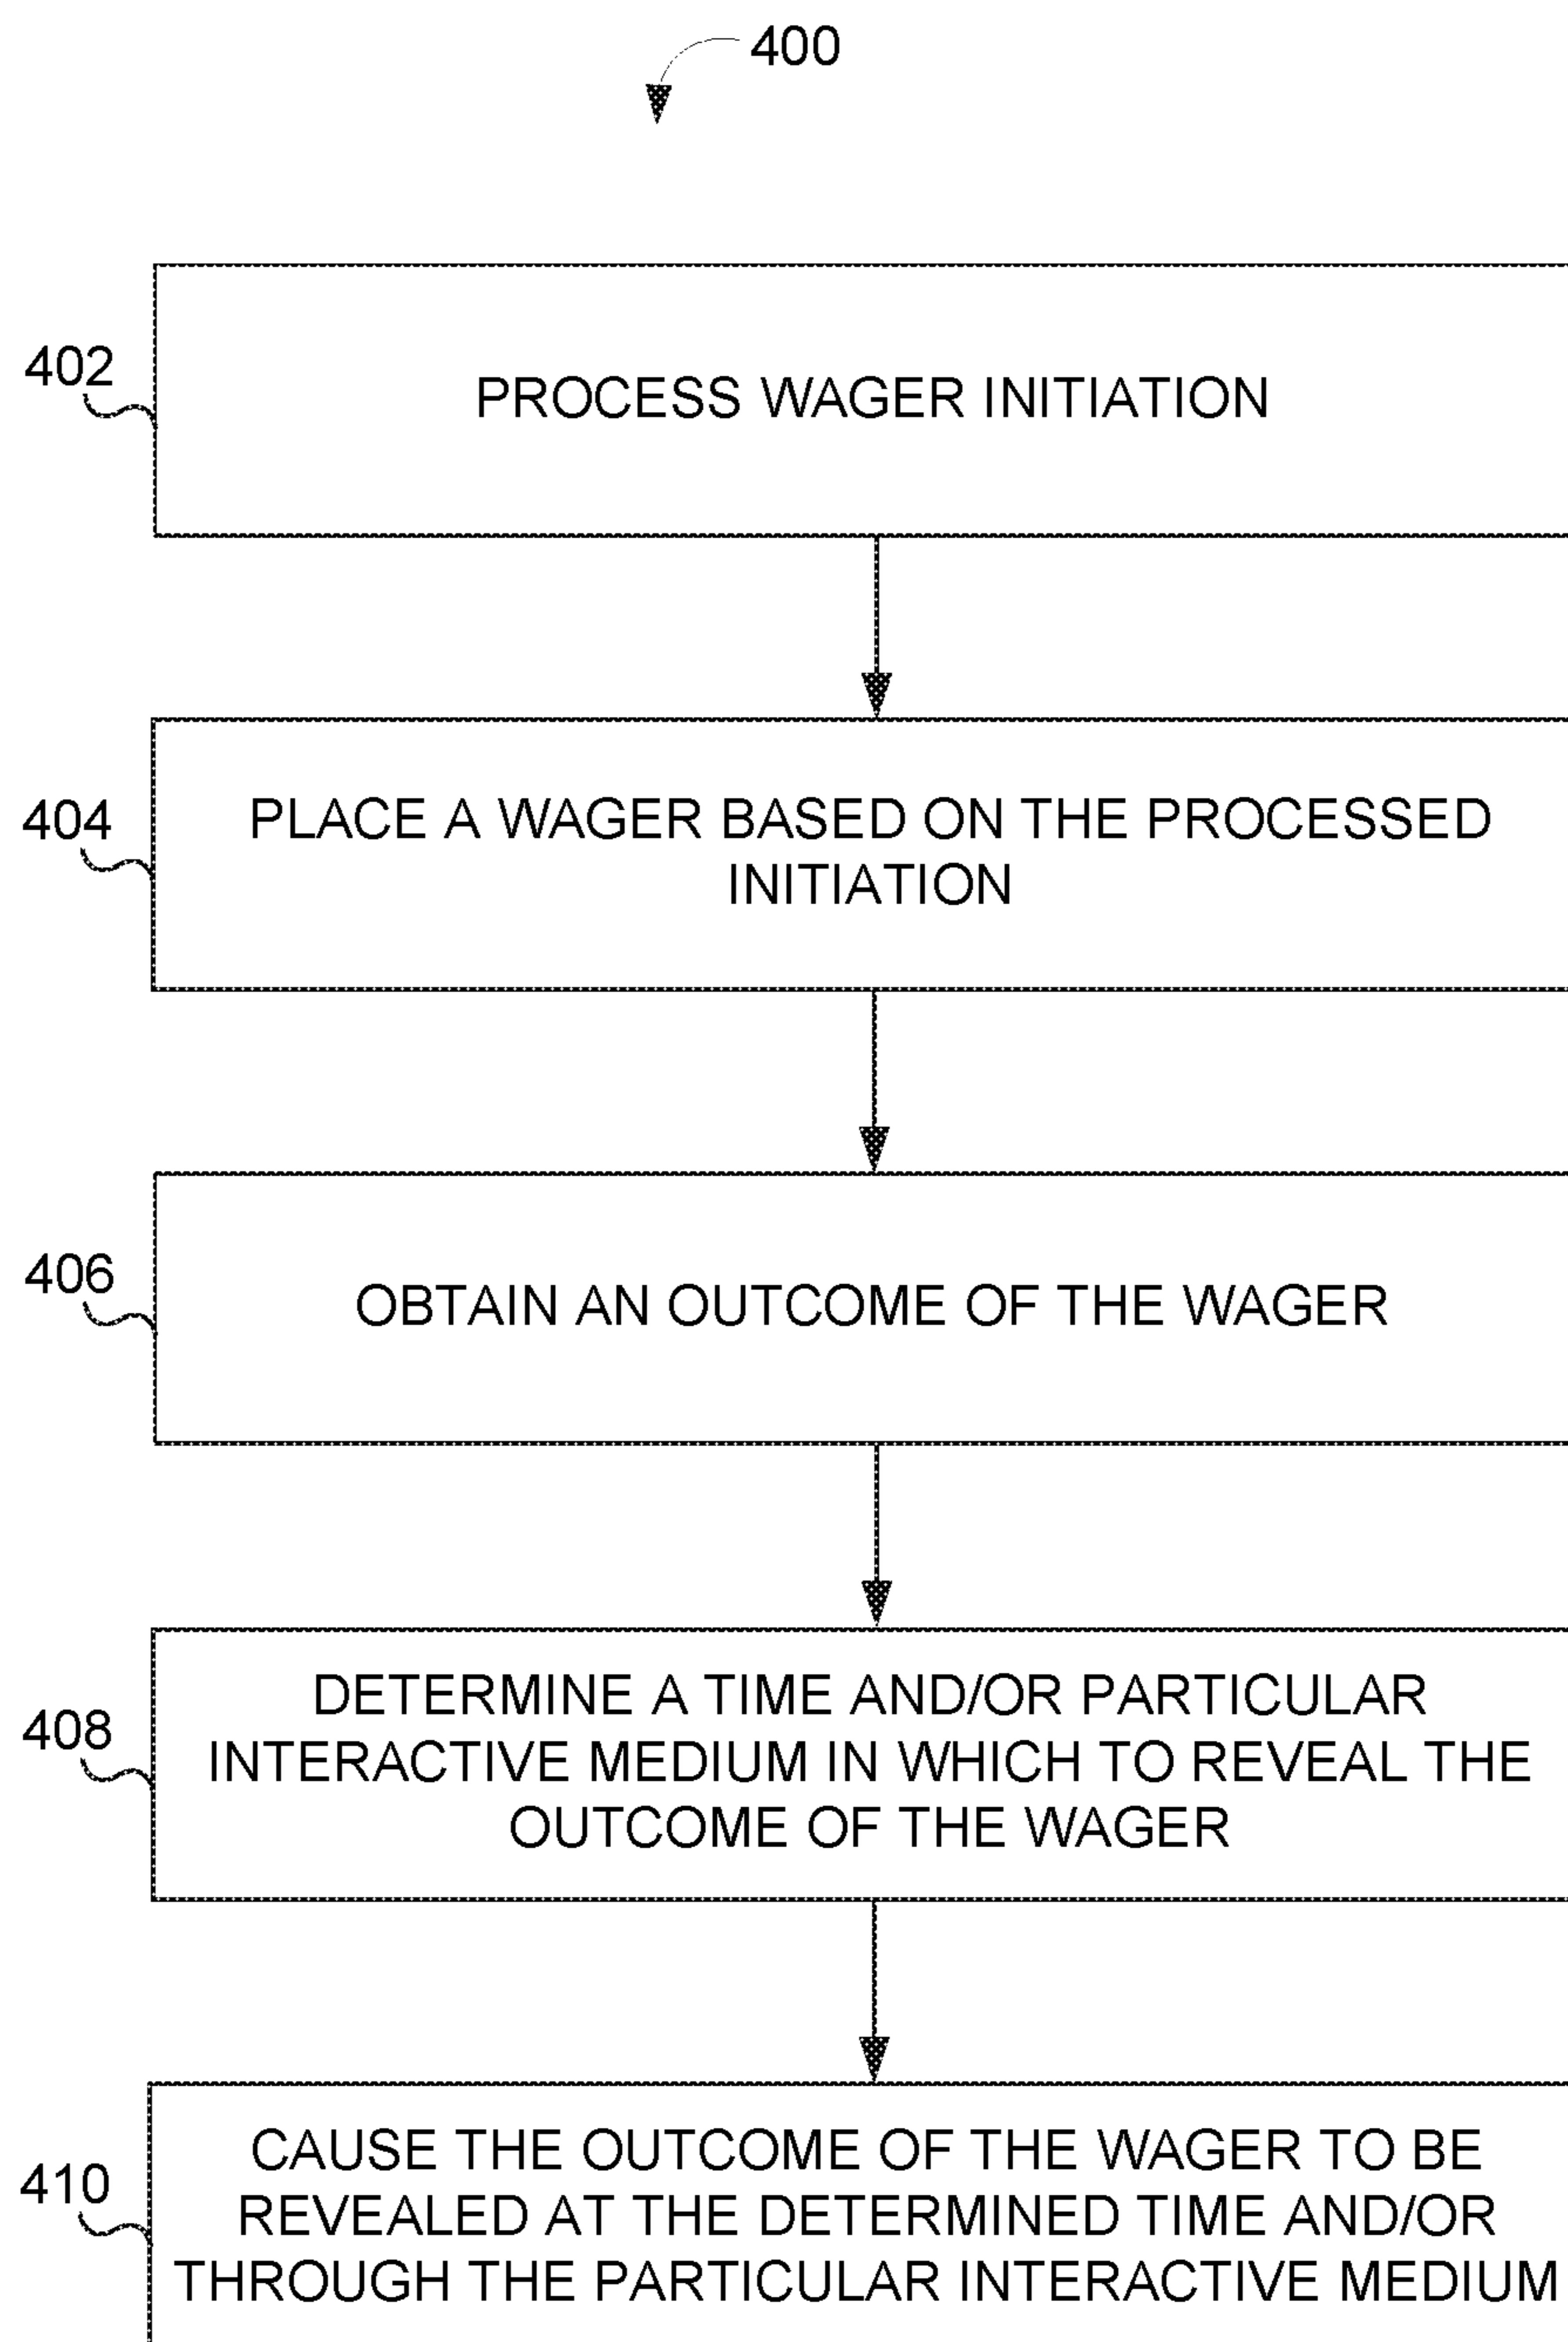 400
402
PROCESS WAGER INITIATION
404
PLACE A WAGER BASED ON THE PROCESSED
INITIATION
406
OBTAIN AN OUTCOME OF THE WAGER
408
DETERMINE A TIME AND/OR PARTICULAR
INTERACTIVE MEDIUM IN WHICH TO REVEAL THE
OUTCOME OF THE WAGER
410
CAUSE THE OUTCOME OF THE WAGER TO BE
REVEALED AT THE DETERMINED TIME AND/OR
THROUGH THE PARTICULAR INTERACTIVE MEDIUM